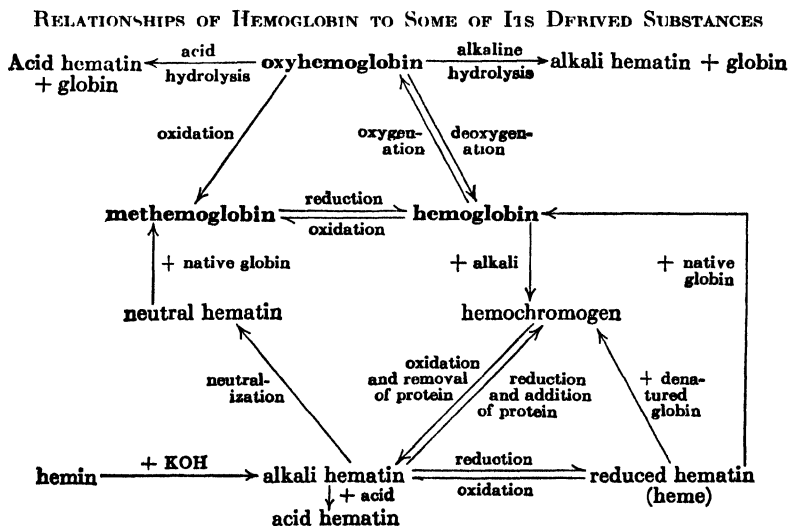 RELATIONSHIPS OF HEMOGLOBIN TO SOME OF ITS DERIVED SUBSTANCES
Acid hematin
+ globin
acid
hydrolysis
oxyhemoglobin
alkaline
hydrolysis
alkali hematin + globin
oxidation
oxygen-
ation
deoxygen-
ation
methemoglobin
reduction
oxidation
hemoglobin
+ native globin
+ alkali
+ native
globin
neutral hematin
hemochromogen
neutral-
ization
oxidation
and removal
of protein
reduction
and addition
of protein
+ dena-
tured
globin
hemin
+ KOH
alkali hematin
reduction
oxidation
reduced hematin
(heme)
+ acid
acid hematin